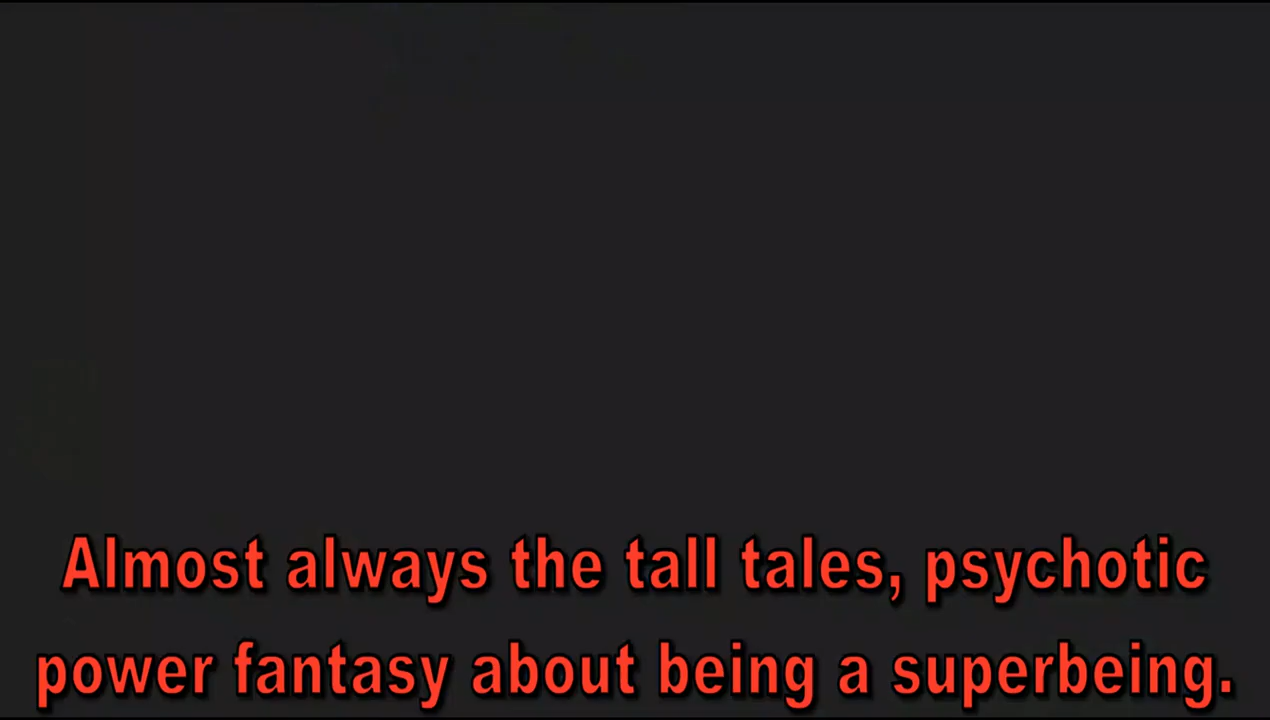 Almost always the tall tales, psychotic
power fantasy about being a superbeing.